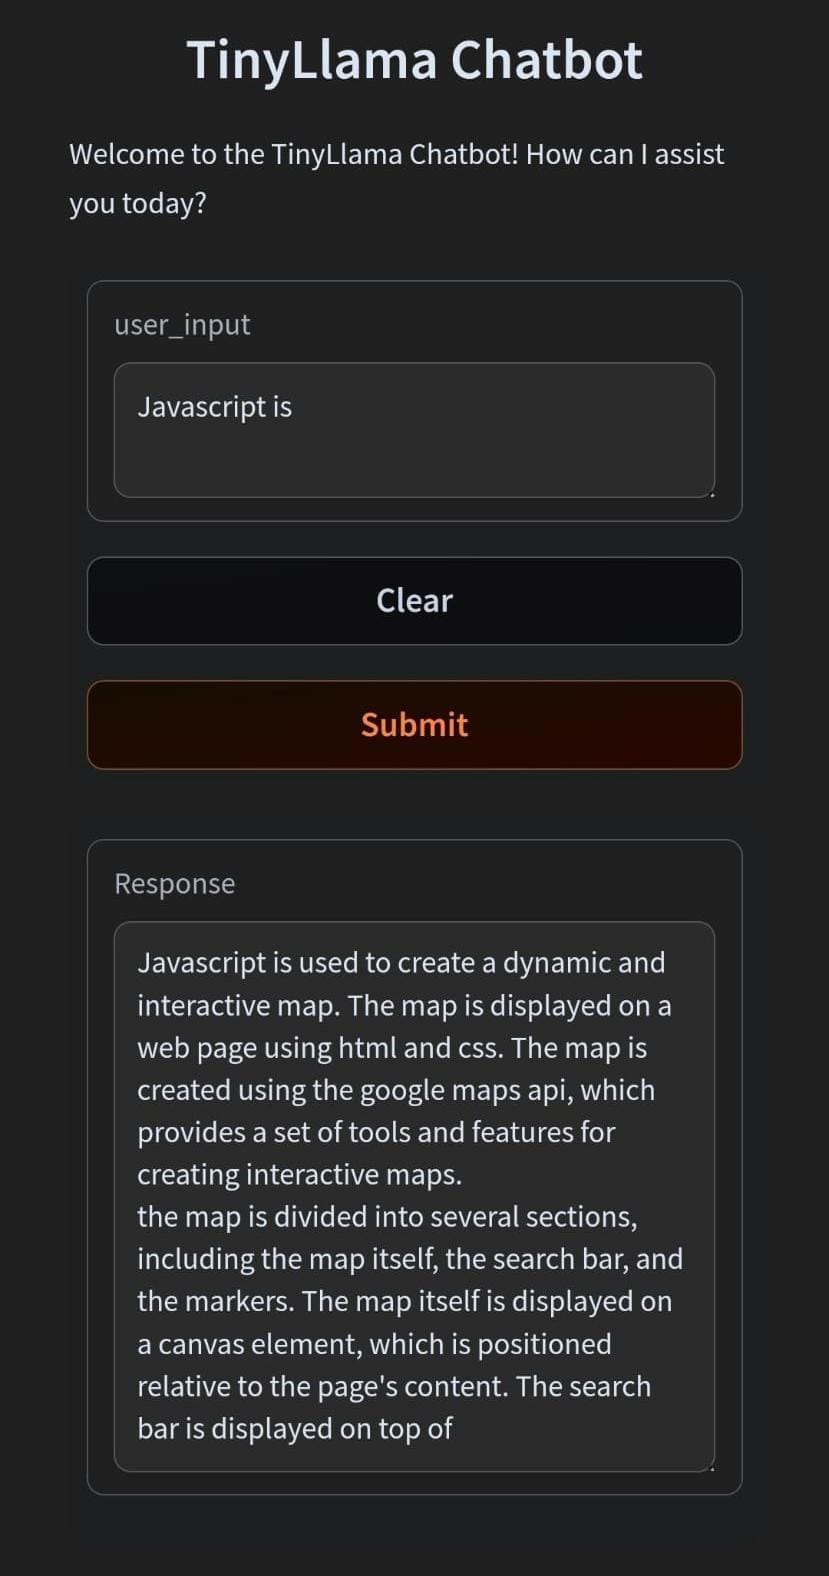 TinyLlama Chatbot
Welcome to the TinyLlama Chatbot! How can I assist
you today?
user_input
Javascript is
Clear
Submit
Response
Javascript is used to create a dynamic and
interactive map. The map is displayed on a
web page using html and css. The map is
created using the google maps api, which
provides a set of tools and features for
creating interactive maps.
the map is divided into several sections,
including the map itself, the search bar, and
the markers. The map itself is displayed on
a canvas element, which is positioned
relative to the page's content. The search
bar is displayed on top of